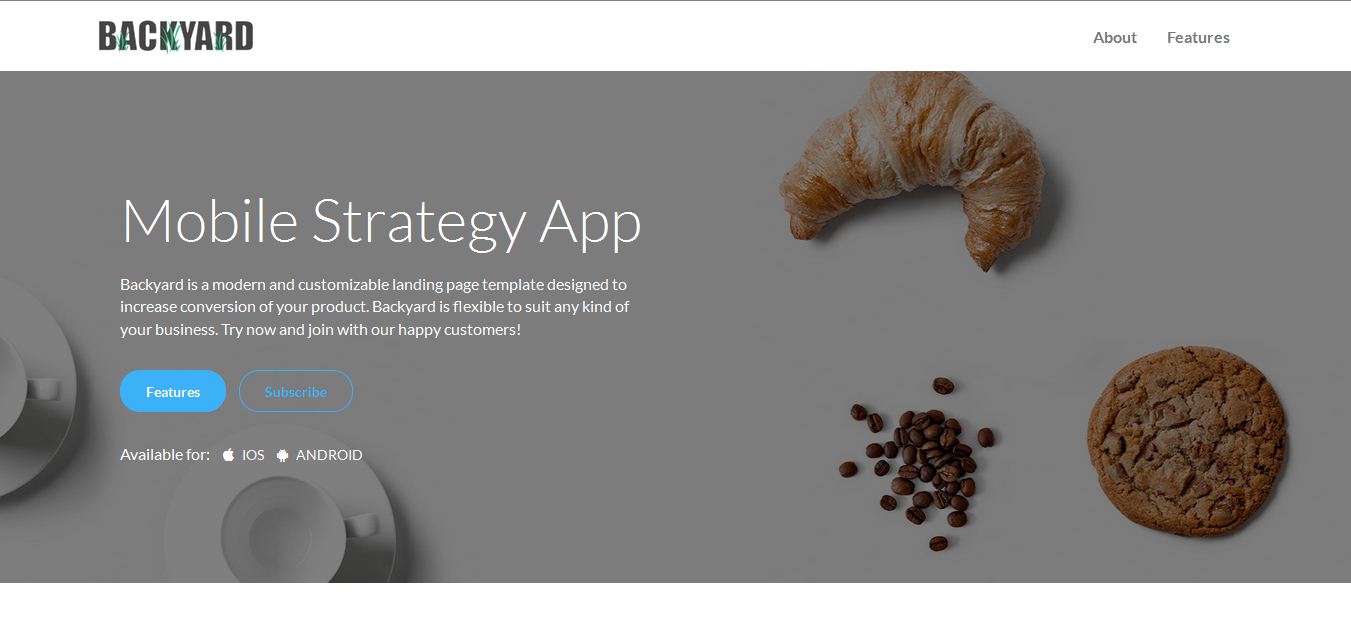 BACKYARD
About Features
Mobile Strategy App
Backyard is a modern and customizable landing page template designed to
increase conversion of your product. Backyard is flexible to suit any kind of
your business. Try now and join with our happy customers!
Features Subscribe
Available for: IOS ANDROID